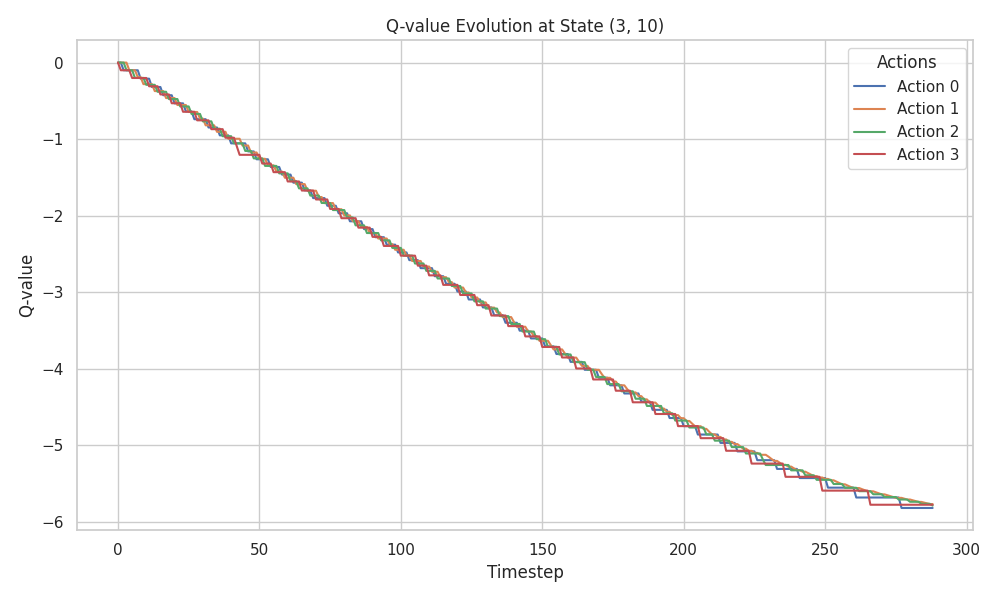 Q-value Evolution at State (3, 10)
Actions
Action 0
Action 1
Action 2
Action 3
Q-value
0
−1
−2
−3
−4
−5
−6
0 50 100 150 200 250 300
Timestep